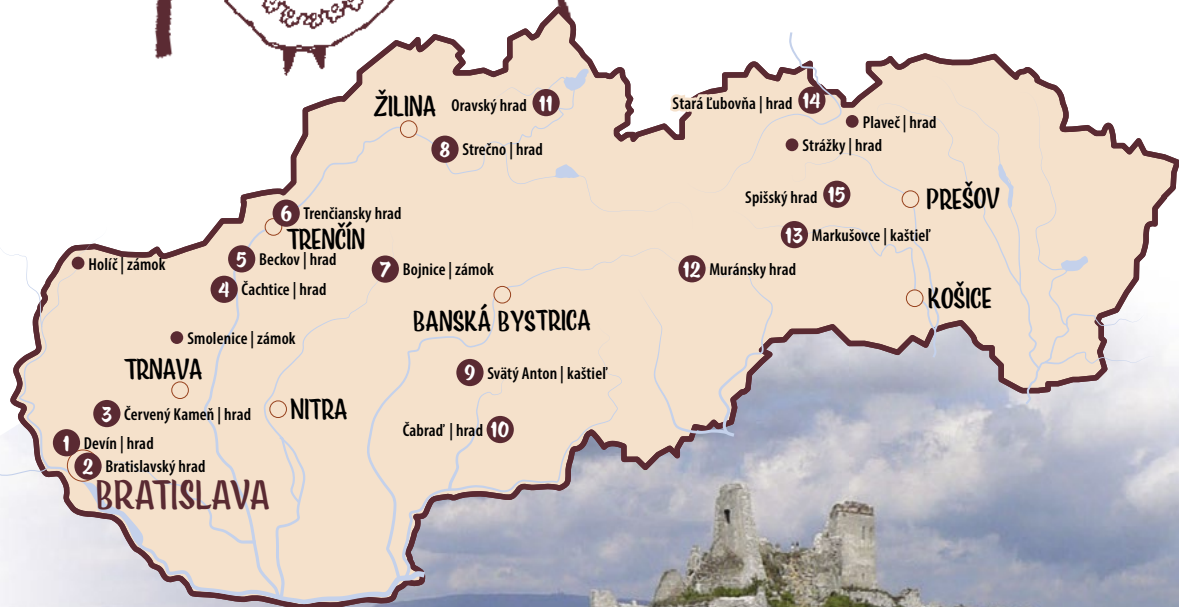 ŽILINA
Oravský hrad 11
8 Strečno | hrad
Stará Ľubovňa | hrad 14
Plaveč | hrad
Strážky | hrad
Spišský hrad 15
PREŠOV
13 Markušovce | kaštieľ
12 Muránsky hrad
KOŠICE
6 Trenčiansky hrad
TRENČÍN
5 Beckov | hrad
Holíč | zámok
4 Čachtice | hrad
7 Bojnice | zámok
BANSKÁ BYSTRICA
Smolenice | zámok
TRNAVA
9 Svätý Anton | kaštieľ
3 Červený Kameň | hrad
NITRA
Čabraď | hrad 10
1 Devín | hrad
2 Bratislavský hrad
BRATISLAVA